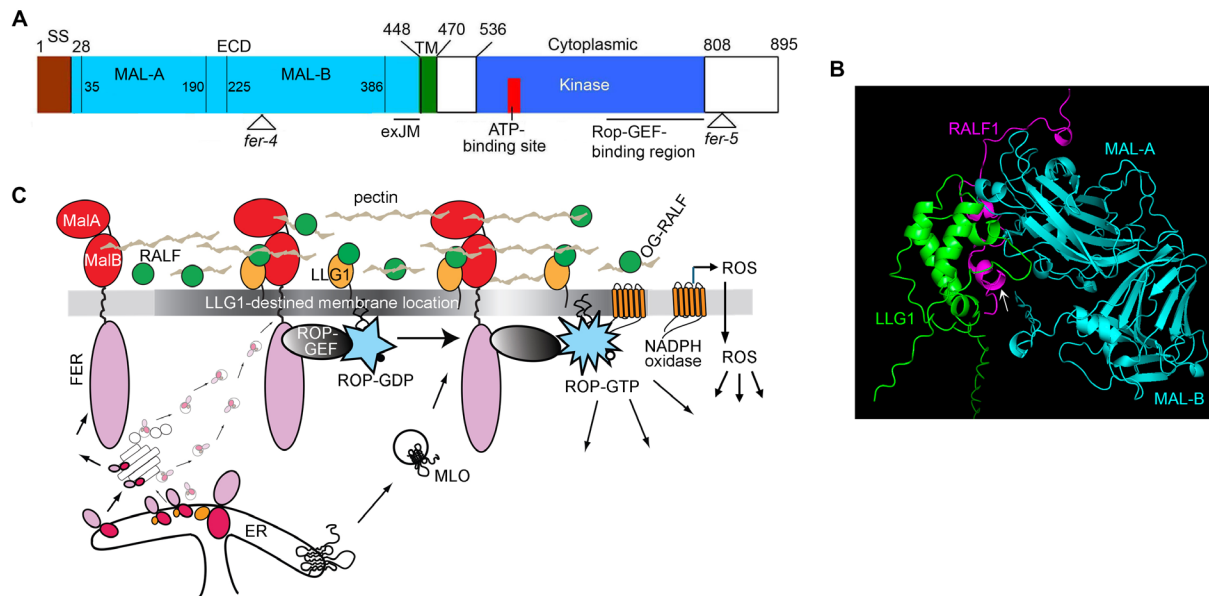 A
1
SS
28
ECD
448
TM
470
536
Cytoplasmic
808
895
35
MAL-A
190
225
MAL-B
386
Kinase
fer-4
exJM
ATP-
binding site
Rop-GEF-
binding region
fer-5
B
RALF1
MAL-A
LLG1
MAL-B
C
MalA
MalB
RALF
pectin
LLG1
OG-RALF
ROS
LLG1-destined membrane location
FER
ROP-
GEF
ROP-GDP
ROP-GTP
NADPH
oxidase
ROS
MLO
ER